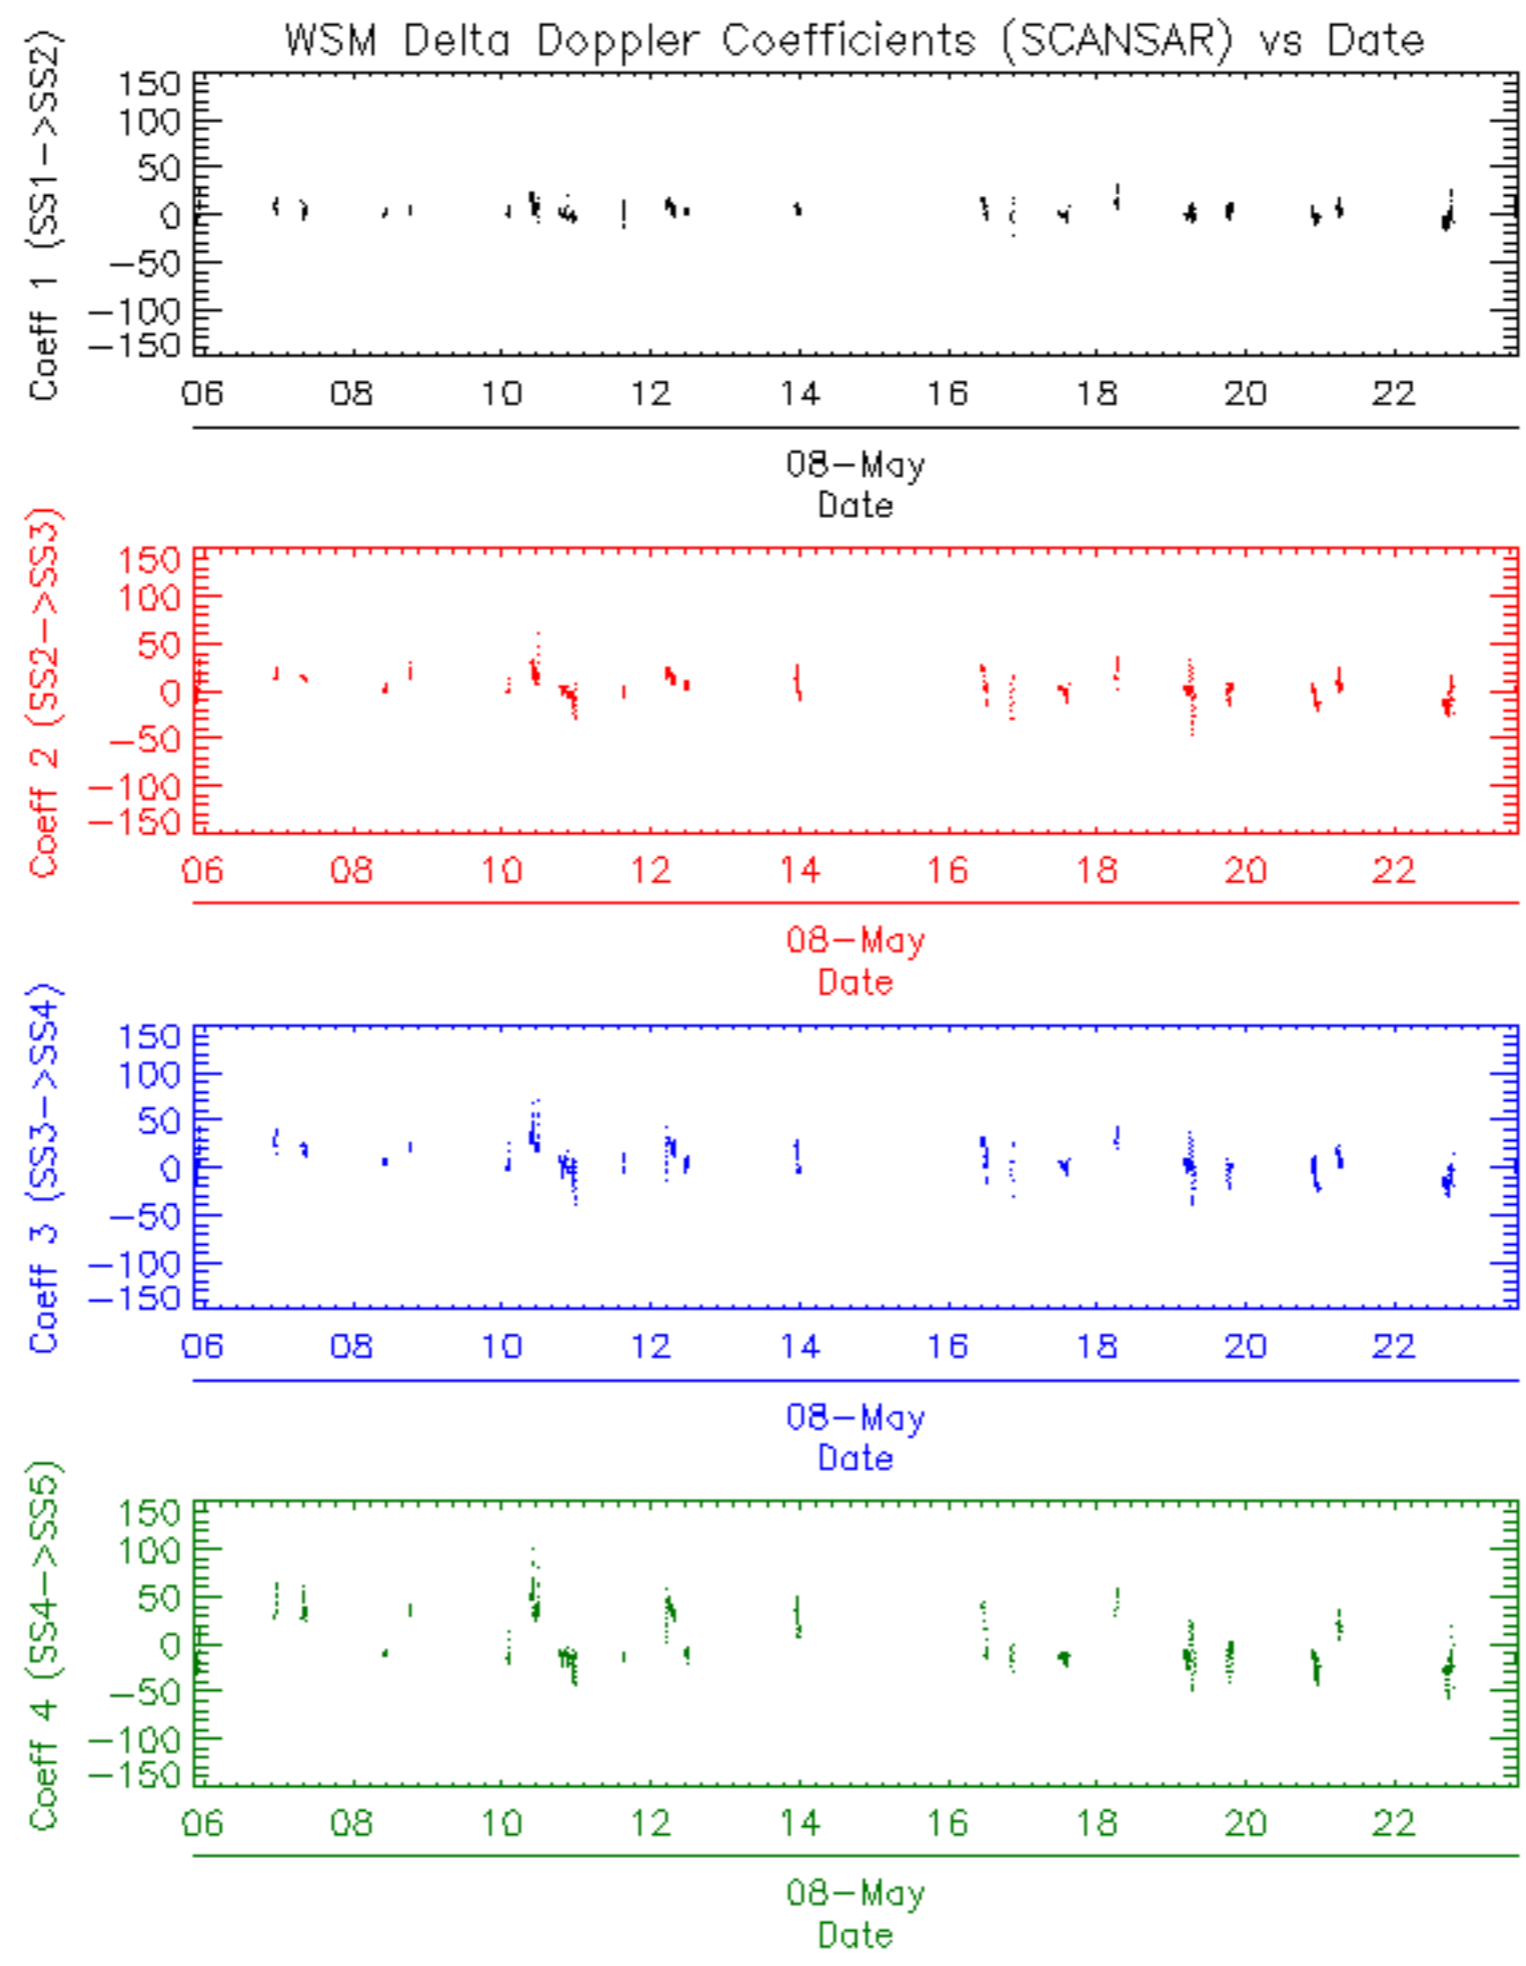 WSM Delta Doppler Coefficients (SCANSAR) vs Date
Coeff 1 (SS1->SS2)
150
100
50
0
-50
-100
-150
06 08 10 12 14 16 18 20 22
08-May
Date
Coeff 2 (SS2->SS3)
150
100
50
0
-50
-100
-150
06 08 10 12 14 16 18 20 22
08-May
Date
Coeff 3 (SS3->SS4)
150
100
50
0
-50
-100
-150
06 08 10 12 14 16 18 20 22
08-May
Date
Coeff 4 (SS4->SS5)
150
100
50
0
-50
-100
-150
06 08 10 12 14 16 18 20 22
08-May
Date